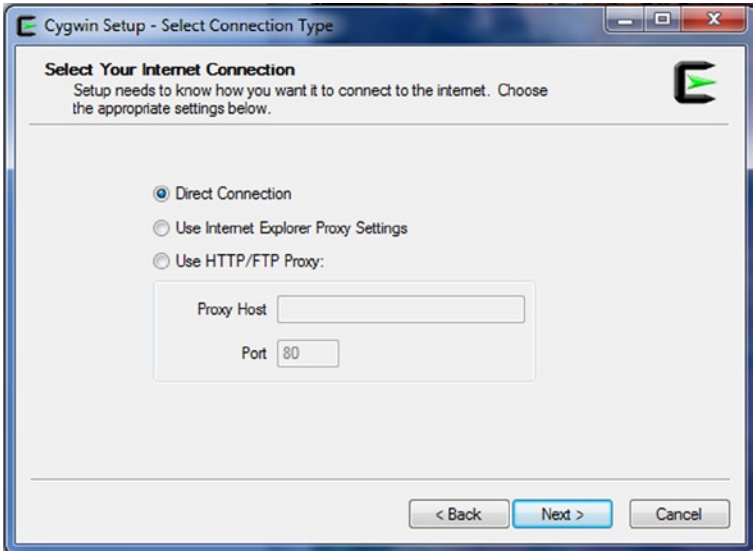 Cygwin Setup - Select Connection Type
Select Your Internet Connection
Setup needs to know how you want it to connect to the internet. Choose
the appropriate settings below.
Direct Connection
Use Internet Explorer Proxy Settings
Use HTTP/FTP Proxy:
Proxy Host
Port 80
< Back Next > Cancel